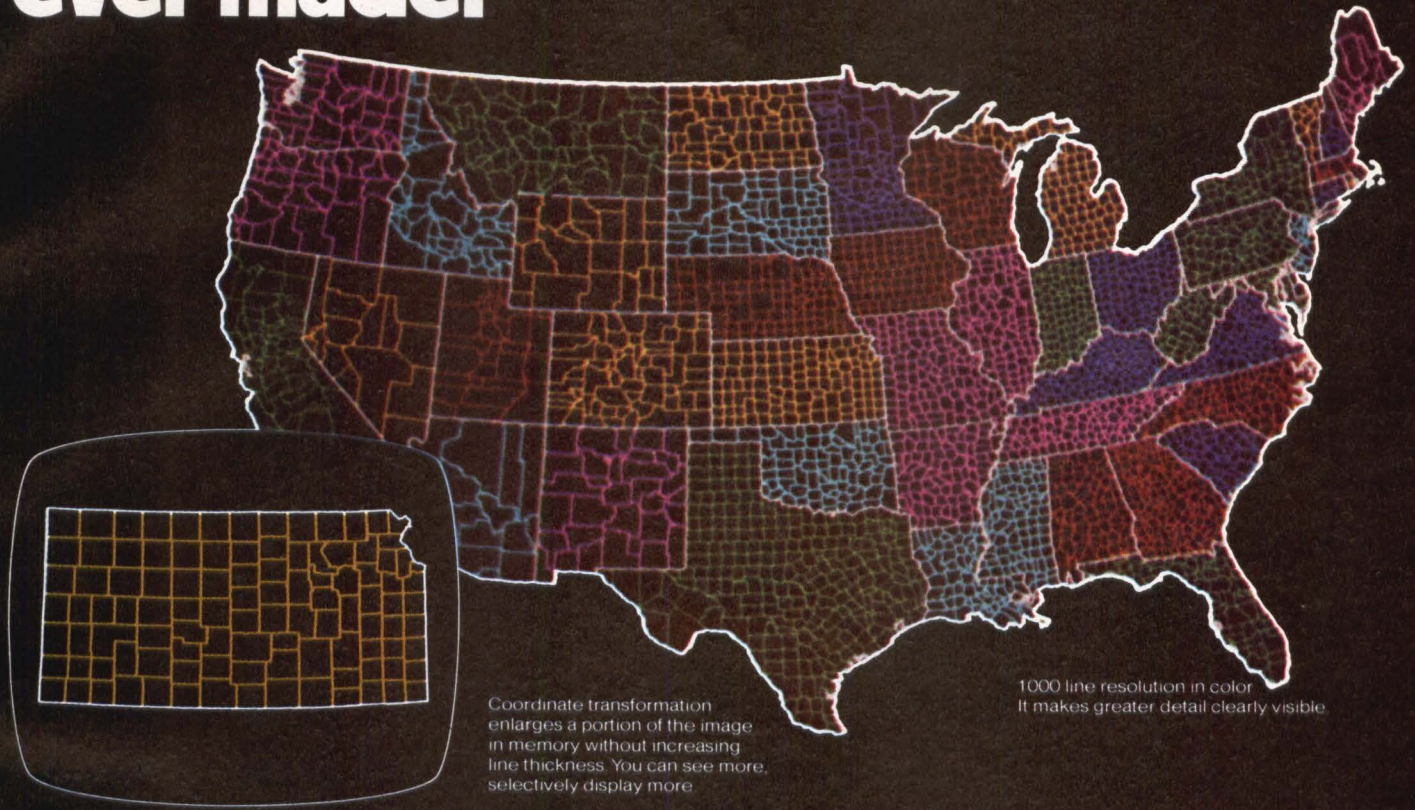 ever made!
Coordinate transformation
enlarges a portion of the image
in memory without increasing
line thickness. You can see more,
selectively display more
1000 line resolution in color
It makes greater detail clearly visible